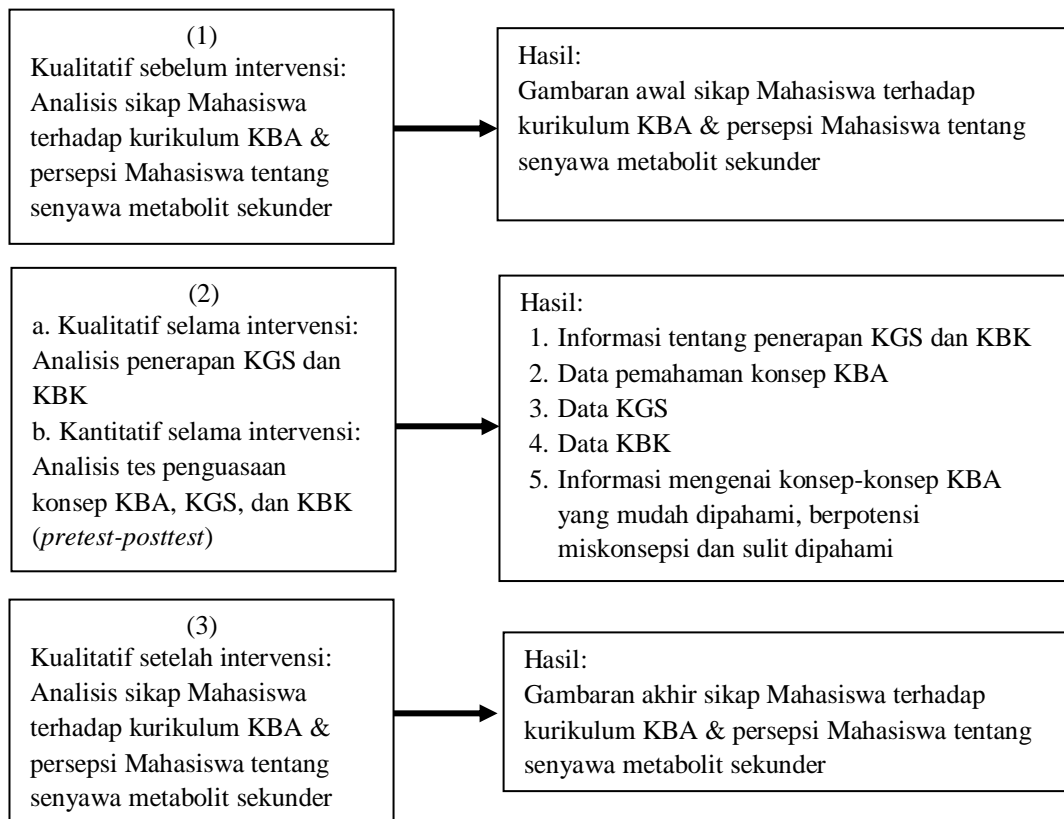 (1)
Kualitatif sebelum intervensi:
Analisis sikap Mahasiswa
terhadap kurikulum KBA &
persepsi Mahasiswa tentang
senyawa metabolit sekunder
Hasil:
Gambaran awal sikap Mahasiswa terhadap
kurikulum KBA & persepsi Mahasiswa tentang
senyawa metabolit sekunder
(2)
a. Kualitatif selama intervensi:
Analisis penerapan KGS dan
KBK
b. Kantitatif selama intervensi:
Analisis tes penguasaan
konsep KBA, KGS, dan KBK
(pretest-posttest)
Hasil:
1. Informasi tentang penerapan KGS dan KBK
2. Data pemahaman konsep KBA
3. Data KGS
4. Data KBK
5. Informasi mengenai konsep-konsep KBA
yang mudah dipahami, berpotensi
miskonsepsi dan sulit dipahami
(3)
Kualitatif setelah intervensi:
Analisis sikap Mahasiswa
terhadap kurikulum KBA &
persepsi Mahasiswa tentang
senyawa metabolit sekunder
Hasil:
Gambaran akhir sikap Mahasiswa terhadap
kurikulum KBA & persepsi Mahasiswa tentang
senyawa metabolit sekunder